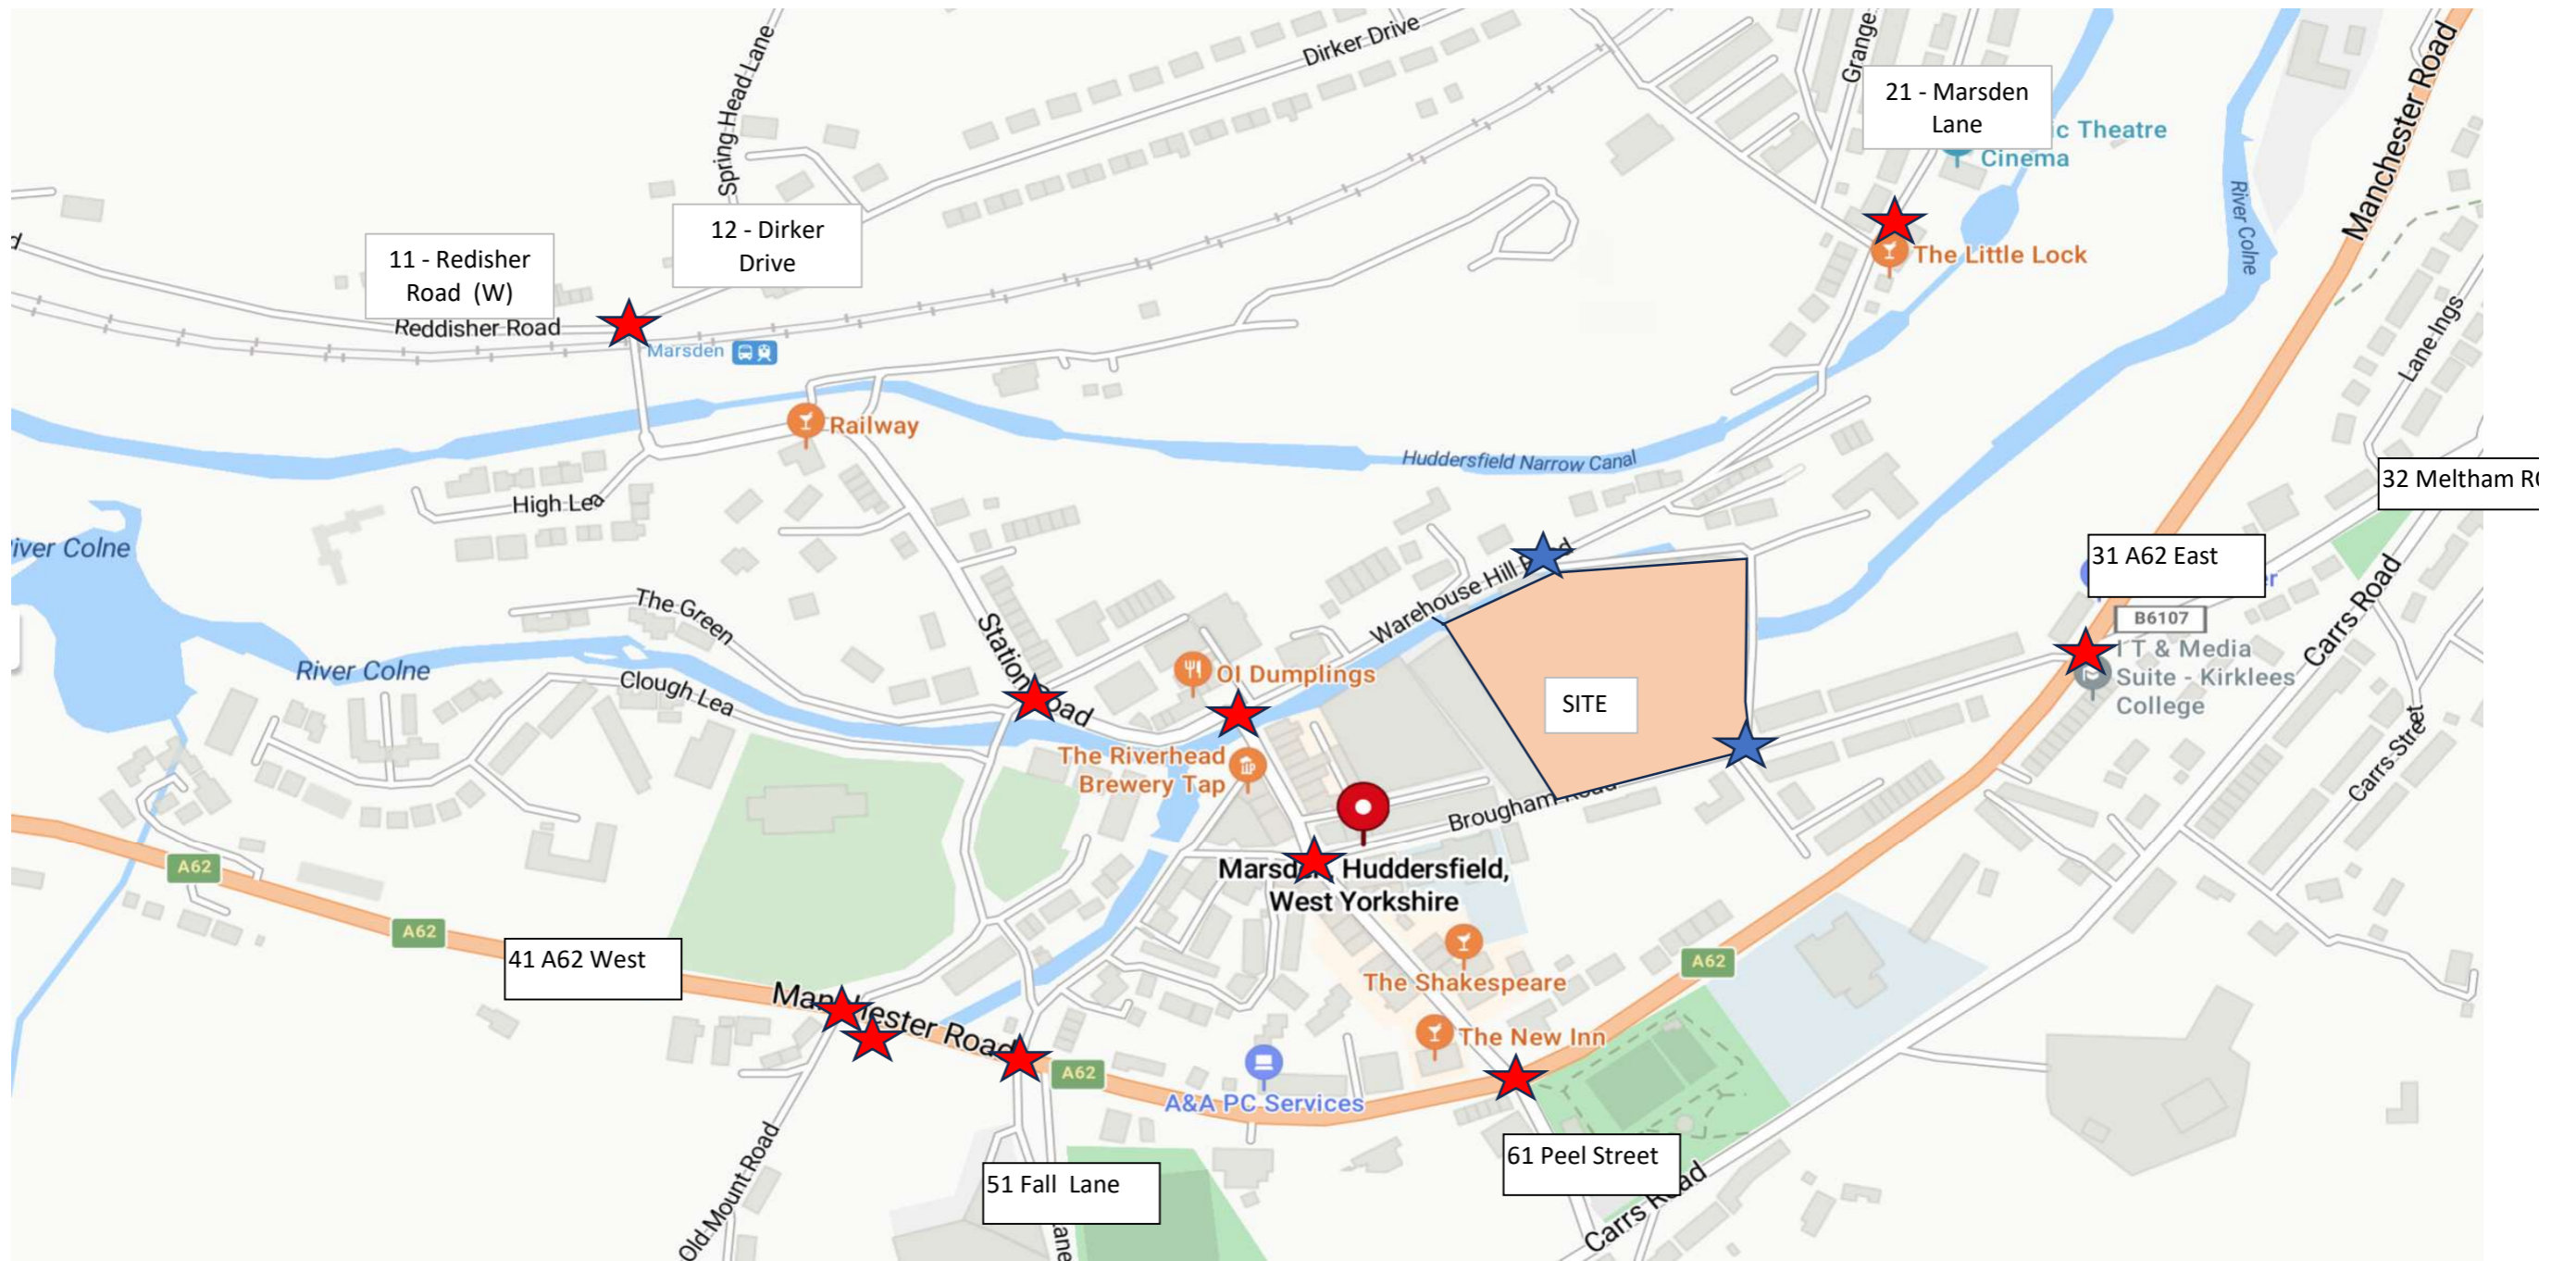 Spring Head Lane
Dirker Drive
Grange
21 - Marsden
Lane
c Theatre
Cinema
Manchester Road
River Colne
12 - Dirker
Drive
11 - Redisher
Road (W)
Reddisher Road
Marsden
The Little Lock
Railway
Lane Ings
Huddersfield Narrow Canal
High Lea
32 Meltham R
iver Colne
31 A62 East
er
B6107
I T & Media
Suite - Kirklees
College
Warehouse Hill
The Green
Station Road
River Colne
Clough Lea
OI Dumplings
SITE
Carrs Road
Carrs Street
The Riverhead
Brewery Tap
Brougham Road
Marsden, Huddersfield,
West Yorkshire
A62
A62
41 A62 West
The Shakespeare
A62
Manchester Road
The New Inn
A62
A&A PC Services
Old Mount Road
51 Fall Lane
61 Peel Street
Lane
Carrs Road